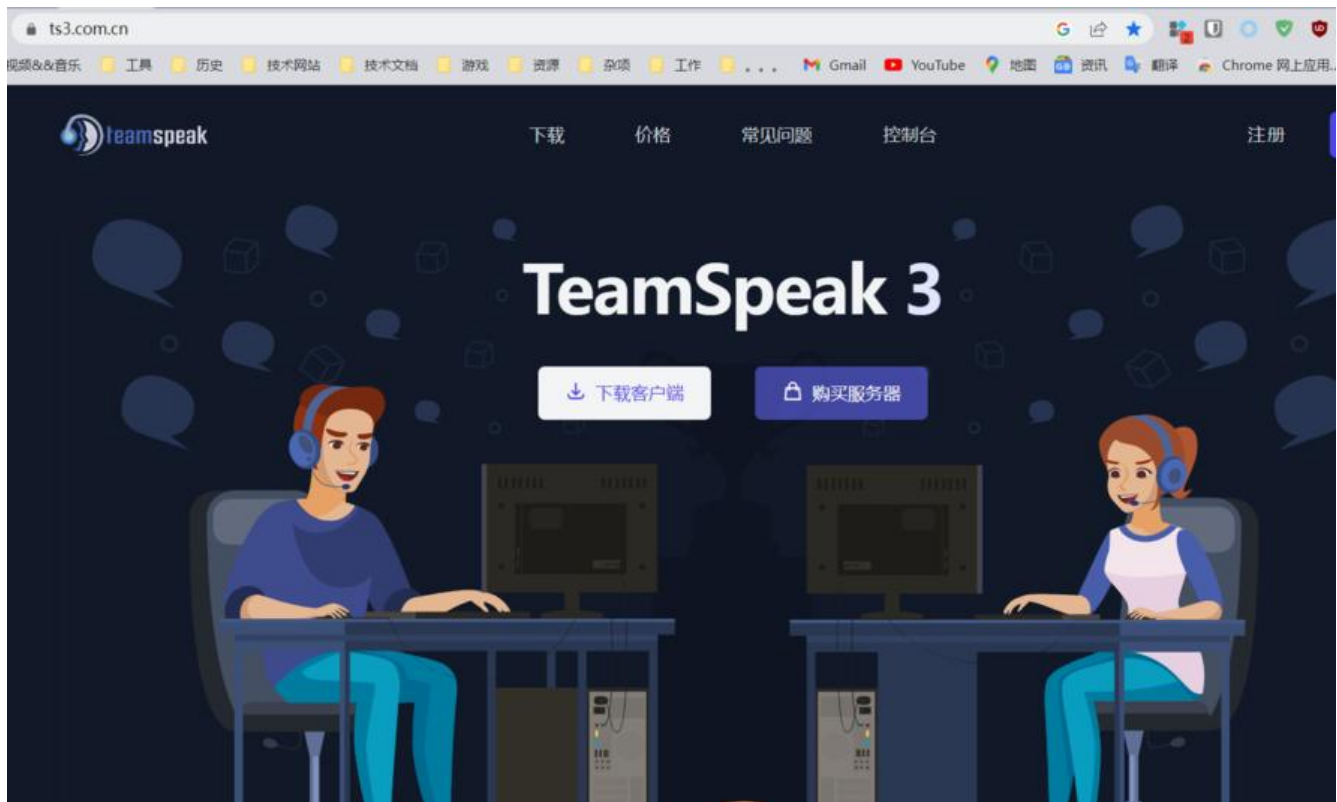 ts3.com.cn
视频&&音乐 工具 历史 技术网站 技术文档 游戏 资源 杂项 工作 . . . Gmail YouTube 地图 资讯 翻译 Chrome 网上应用...
teamspeak 下载 价格 常见问题 控制台 注册
TeamSpeak 3
下载客户端 购买服务器